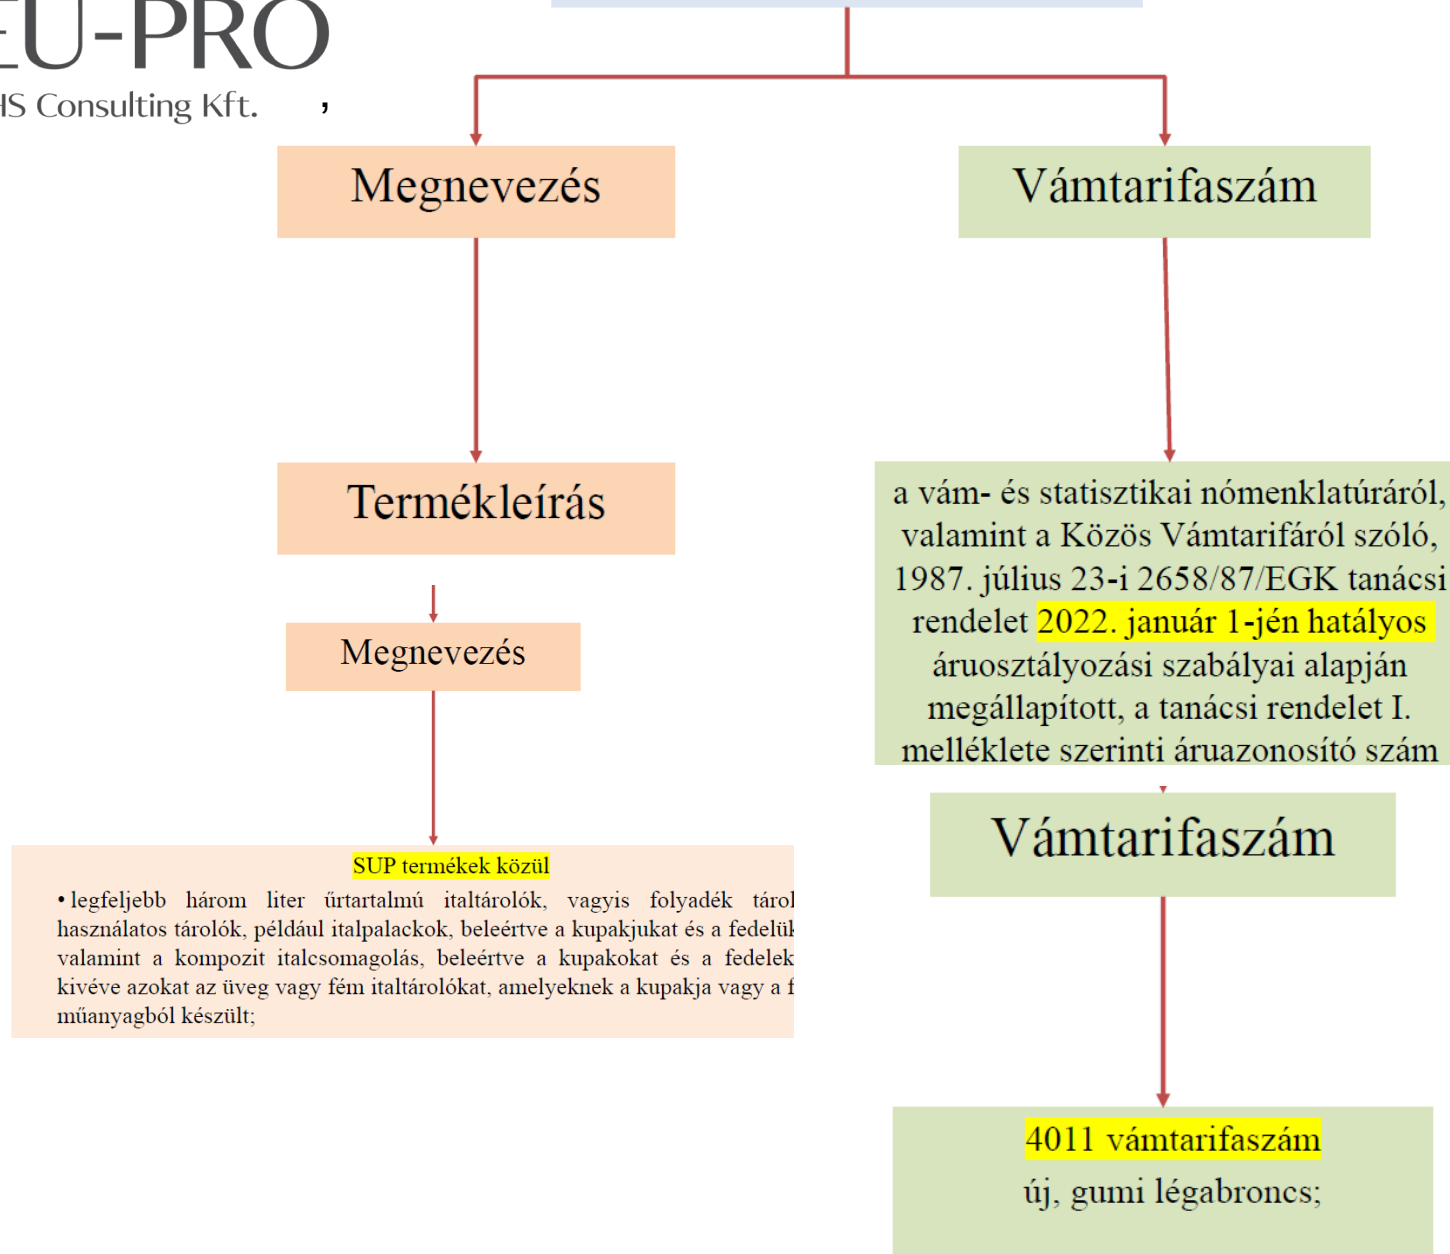 EU-PRO
HS Consulting Kft. ,
Megnevezés
Vámtarifaszám
Termékleírás
a vám- és statisztikai nómenklatúráról,
valamint a Közös Vámtarifáról szóló,
1987. július 23-i 2658/87/EGK tanácsi
rendelet 2022. január 1-jén hatályos
áruosztályozási szabályai alapján
megállapított, a tanácsi rendelet I.
melléklete szerinti áruazonosító szám
Megnevezés
Vámtarifaszám
SUP termékek közül
• legfeljebb három liter űrtartalmú italtárolók, vagyis folyadék tárol
használatos tárolók, például italpalackok, beleértve a kupakjukat és a fedelük
valamint a kompozit italcsomagolás, beleértve a kupakokat és a fedelek
kivéve azokat az üveg vagy fém italtárolókat, amelyeknek a kupakja vagy a f
műanyagból készült;
4011 vámtarifaszám
új, gumi légabroncs;